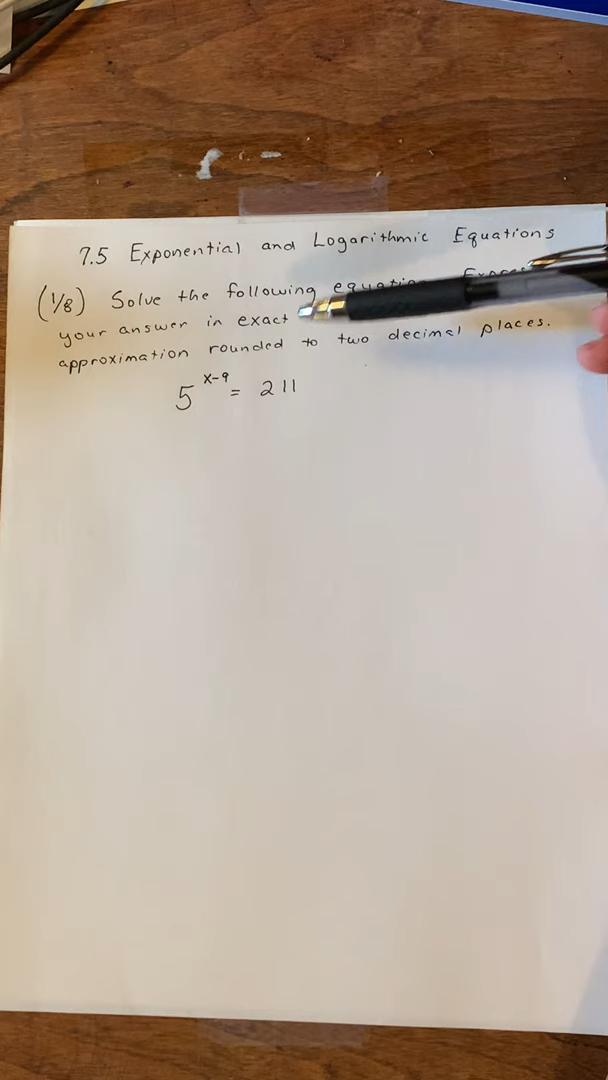 7.5 Exponential and Logarithmic Equations
(1/8) Solve the following
your answer in exact
approximation rounded to two decimal places.
5^(x-9) = 211